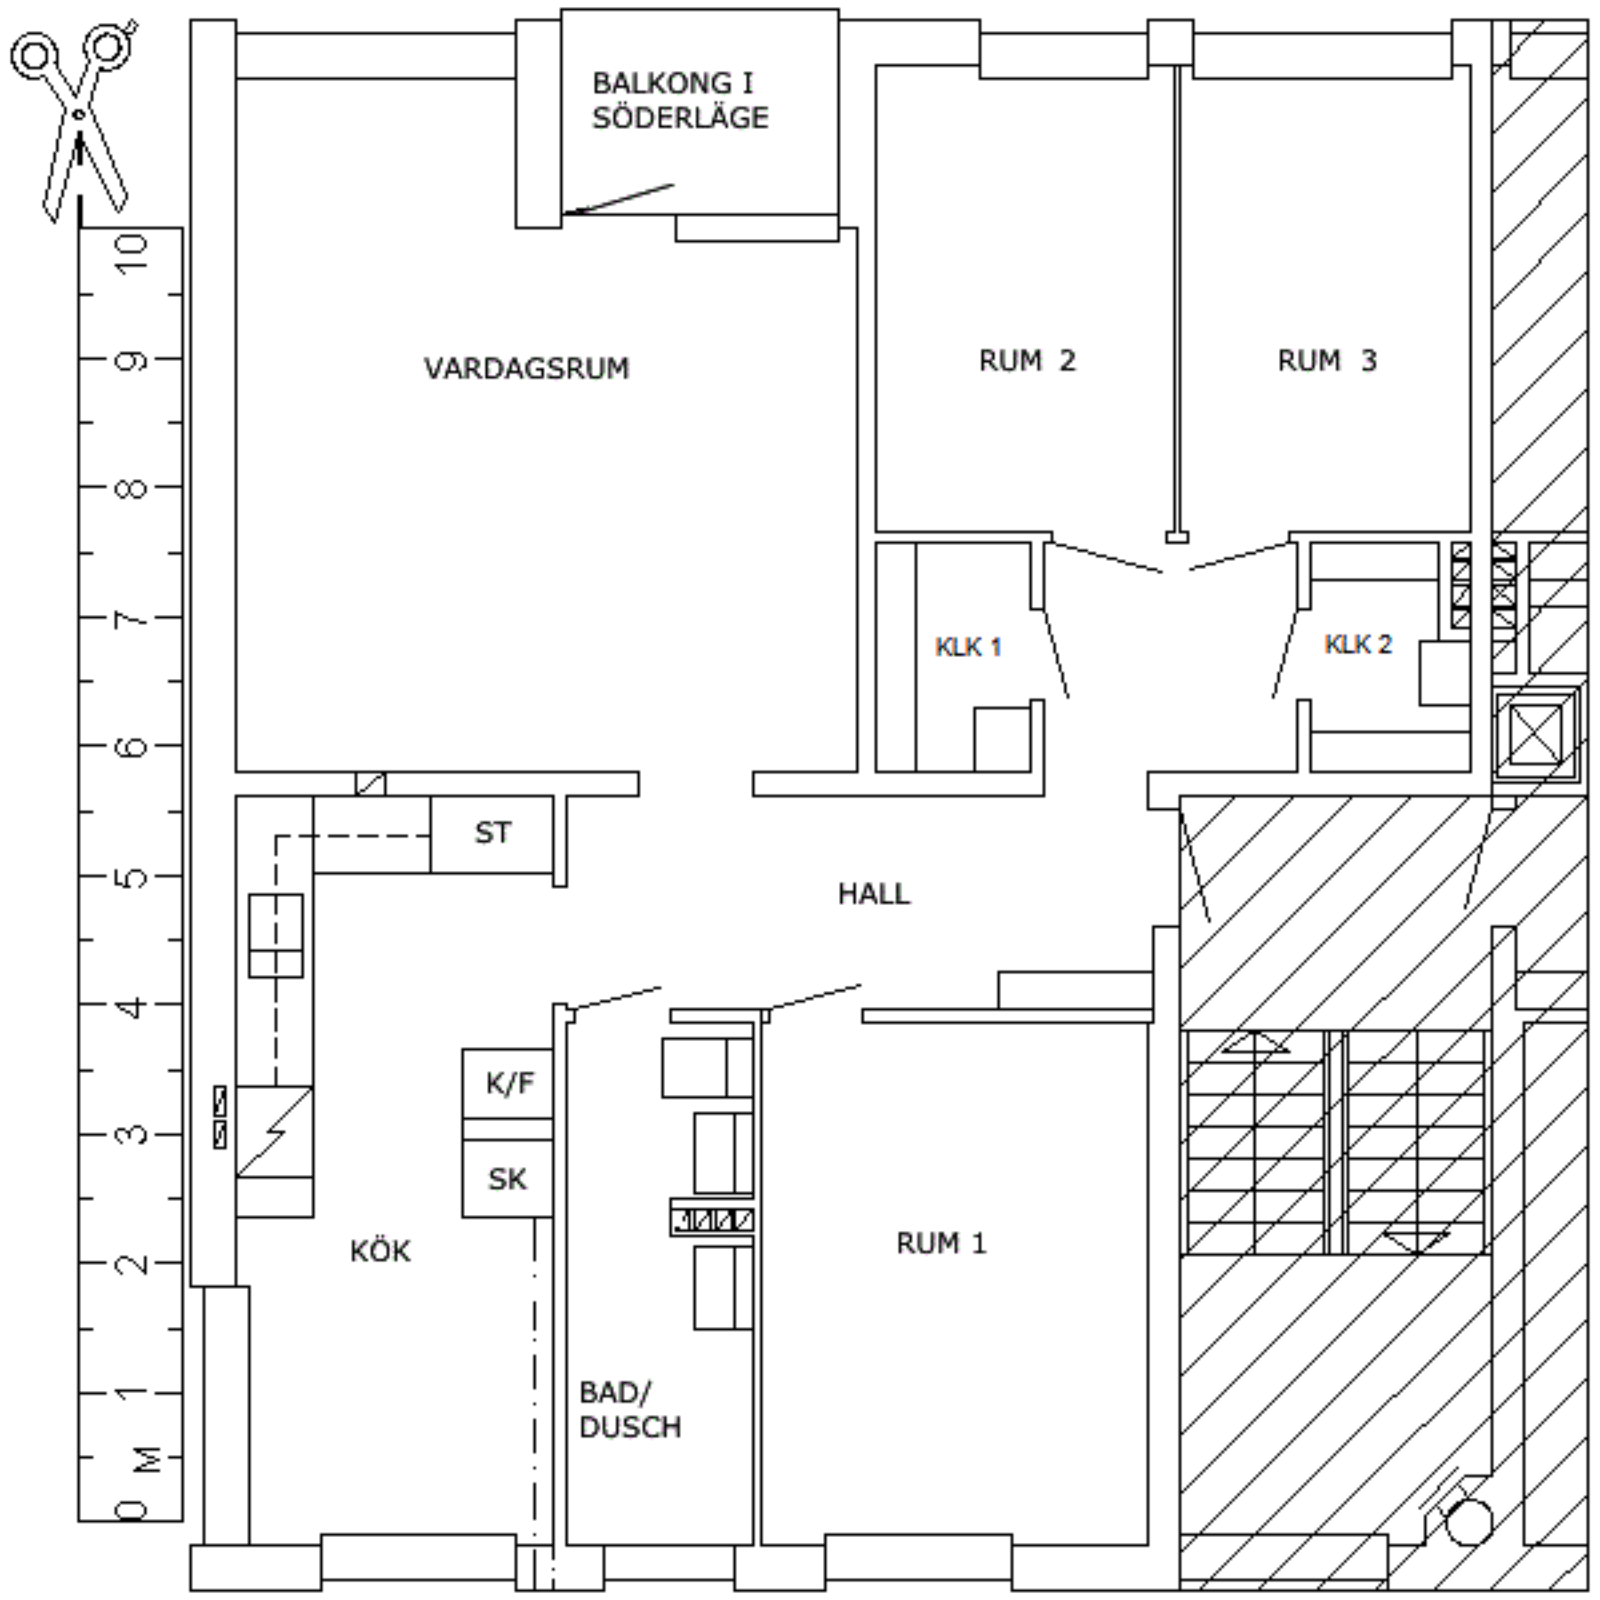 BALKONG I
SÖDERLÄGE
VARDAGSRUM
RUM 2
RUM 3
KLK 1
KLK 2
ST
HALL
K/F
SK
KÖK
RUM 1
BAD/
DUSCH
10
9
8
7
6
5
4
3
2
1
M
0